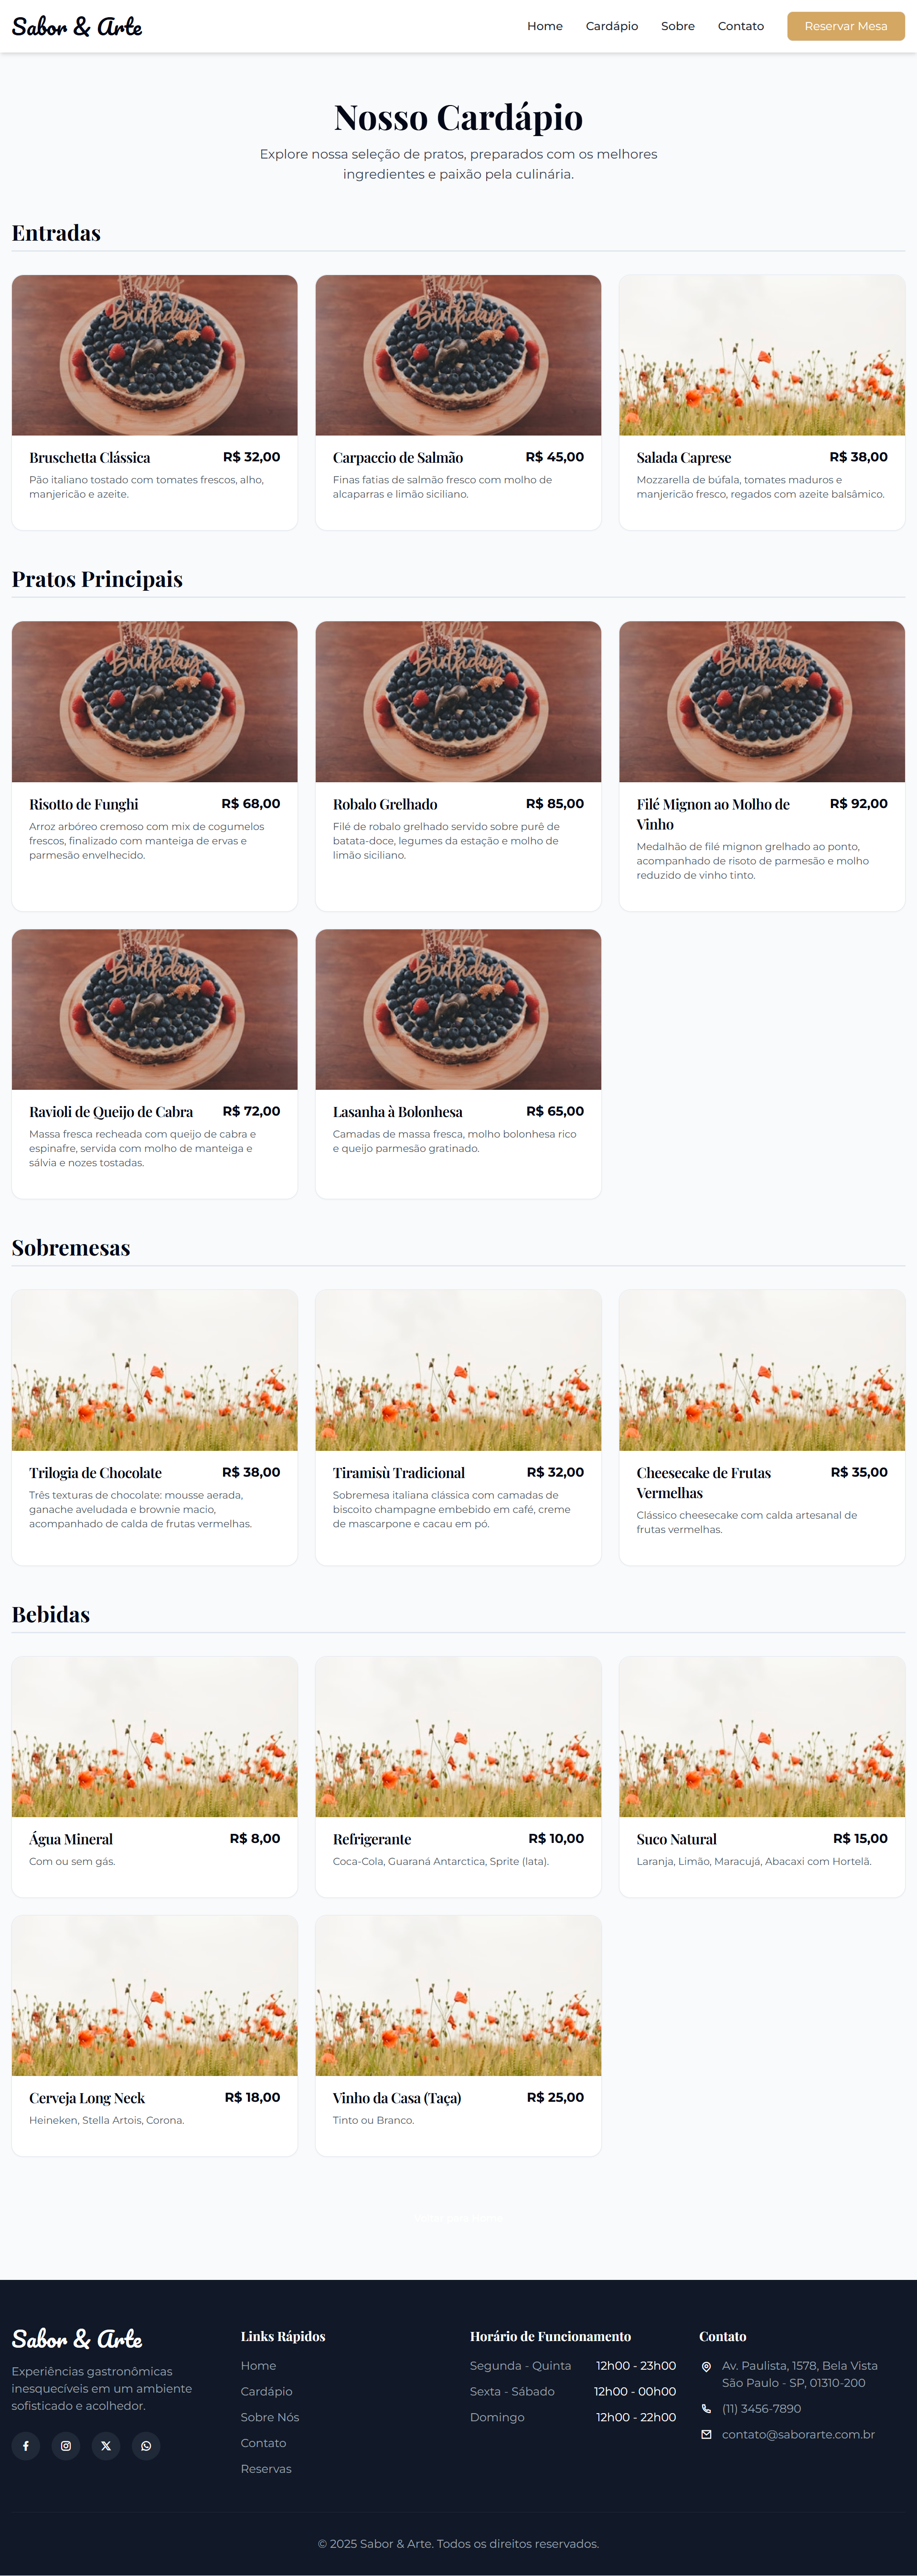 Sabor & Arte
Home
Cardápio
Sobre
Contato
Reservar Mesa
Nosso Cardápio
Explore nossa seleção de pratos, preparados com os melhores
ingredientes e paixão pela culinária.
Entradas
Happy
Birthday
Happy
Birthday
Bruschetta Clássica
R$ 32,00
Pão italiano tostado com tomates frescos, alho,
manjericão e azeite.
Carpaccio de Salmão
R$ 45,00
Finas fatias de salmão fresco com molho de
alcaparras e limão siciliano.
Salada Caprese
R$ 38,00
Mozzarella de búfala, tomates maduros e
manjericão fresco, regados com azeite balsâmico.
Pratos Principais
Happy
Birthday
Happy
Birthday
Happy
Birthday
Risotto de Funghi
R$ 68,00
Arroz arbóreo cremoso com mix de cogumelos
frescos, finalizado com manteiga de ervas e
parmesão envelhecido.
Robalo Grelhado
R$ 85,00
Filé de robalo grelhado servido sobre purê de
batata-doce, legumes da estação e molho de
limão siciliano.
Filé Mignon ao Molho de
Vinho
R$ 92,00
Medalhão de filé mignon grelhado ao ponto,
acompanhado de risoto de parmesão e molho
reduzido de vinho tinto.
Happy
Birthday
Happy
Birthday
Ravioli de Queijo de Cabra
R$ 72,00
Massa fresca recheada com queijo de cabra e
espinafre, servida com molho de manteiga e
sálvia e nozes tostadas.
Lasanha à Bolonhesa
R$ 65,00
Camadas de massa fresca, molho bolonhesa rico
e queijo parmesão gratinado.
Sobremesas
Trilogia de Chocolate
R$ 38,00
Três texturas de chocolate: mousse aerada,
ganache aveludada e brownie macio,
acompanhado de calda de frutas vermelhas.
Tiramisù Tradicional
R$ 32,00
Sobremesa italiana clássica com camadas de
biscoito champagne embebido em café, creme
de mascarpone e cacau em pó.
Cheesecake de Frutas
Vermelhas
R$ 35,00
Clássico cheesecake com calda artesanal de
frutas vermelhas.
Bebidas
Água Mineral
R$ 8,00
Com ou sem gás.
Refrigerante
R$ 10,00
Coca-Cola, Guaraná Antarctica, Sprite (lata).
Suco Natural
R$ 15,00
Laranja, Limão, Maracujá, Abacaxi com Hortelã.
Cerveja Long Neck
R$ 18,00
Heineken, Stella Artois, Corona.
Vinho da Casa (Taça)
R$ 25,00
Tinto ou Branco.
Sabor & Arte
Experiências gastronômicas
inesquecíveis em um ambiente
sofisticado e acolhedor.
Links Rápidos
Home
Cardápio
Sobre Nós
Contato
Reservas
Horário de Funcionamento
Segunda - Quinta 12h00 - 23h00
Sexta - Sábado 12h00 - 00h00
Domingo 12h00 - 22h00
Contato
Av. Paulista, 1578, Bela Vista
São Paulo - SP, 01310-200
(11) 3456-7890
contato@saborarte.com.br
© 2025 Sabor & Arte. Todos os direitos reservados.